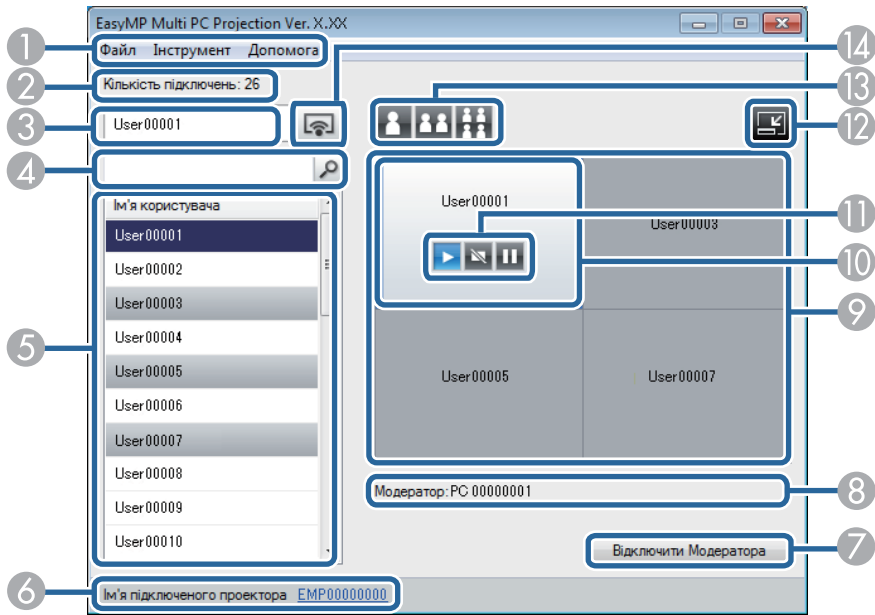 EasyMP Multi PC Projection Ver. X.XX
Файл Інструмент Допомога
Кількість підключень: 26
User00001
Ім'я користувача
User00001
User00002
User00003
User00004
User00005
User00006
User00007
User00008
User00009
User00010
Ім'я підключеного проектора EMP00000000
User00001
User00003
User00005
User00007
Модератор:PC 00000001
Відключити Модератора
1
2
3
4
5
6
14
13
12
11
10
9
8
7